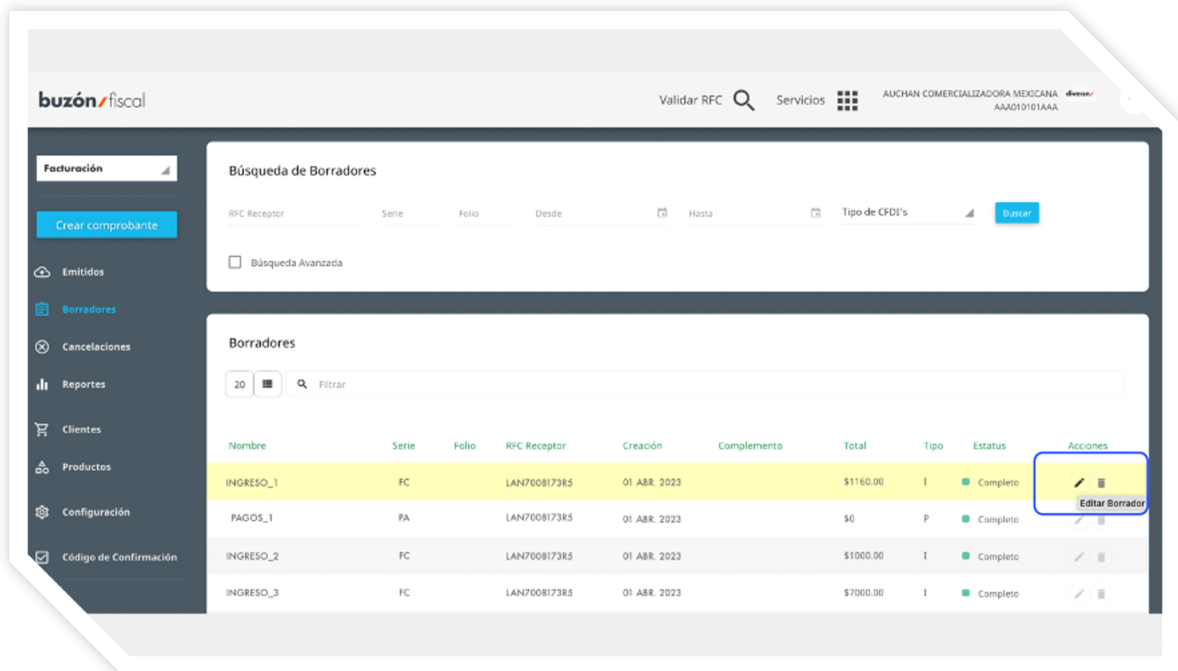 buzón/fiscal
Validar RFC
Servicios
AUCHAN COMERCIALIZADORA MEXICANA
AAA010101AAA
diverza
Facturación
Crear comprobante
Emitidos
Borradores
Cancelaciones
Reportes
Clientes
Productos
Configuración
Código de Confirmación
Búsqueda de Borradores
RFC Receptor Serie Folio Desde Hasta Tipo de CFDI's Buscar
Búsqueda Avanzada
Borradores
20 Filtrar
Nombre Serie Folio RFC Receptor Creación Complemento Total Tipo Estatus Acciones
INGRESO_1 FC LAN7008173R5 01 ABR. 2023 $1160.00 I Completo
Editar Borrador
PAGOS_1 PA LAN7008173R5 01 ABR. 2023 $0 P Completo
INGRESO_2 FC LAN7008173R5 01 ABR. 2023 $1000.00 I Completo
INGRESO_3 FC LAN7008173R5 01 ABR. 2023 $7000.00 I Completo